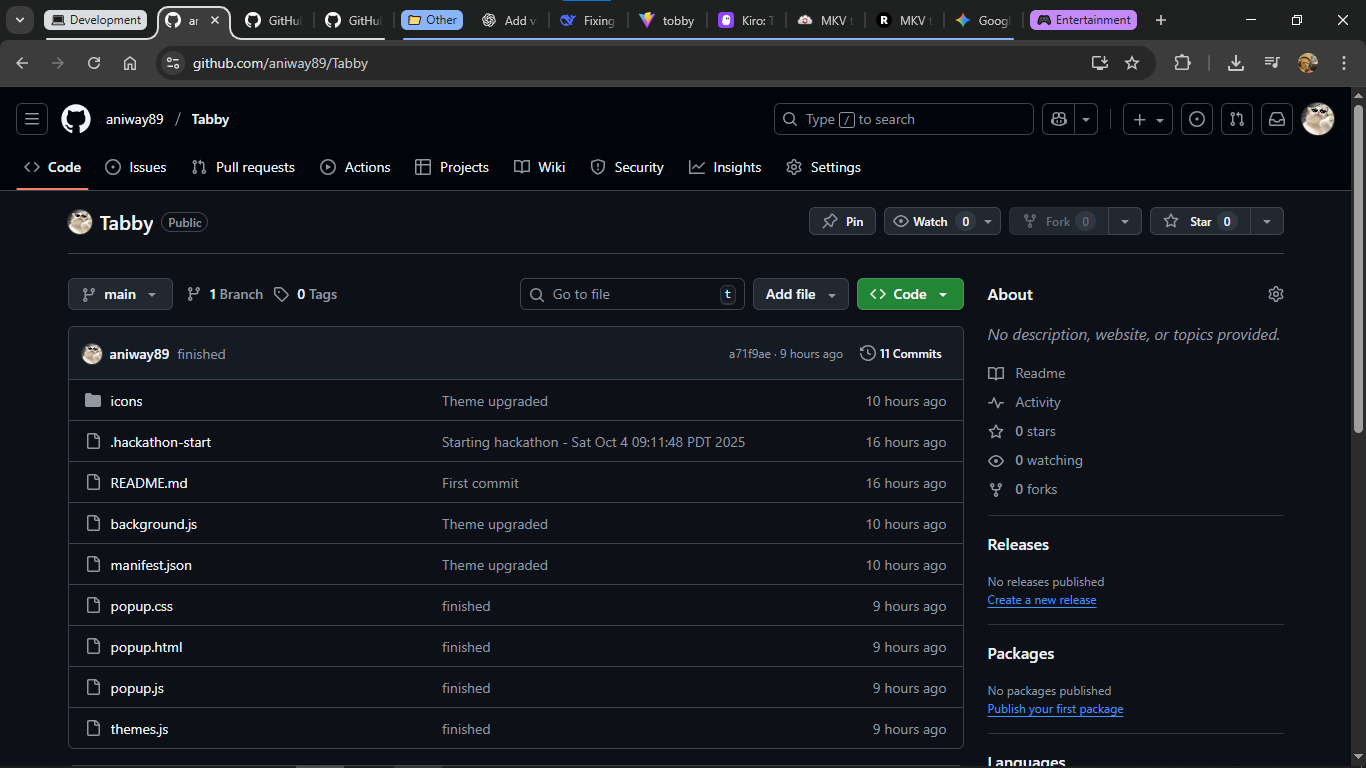 Development
ar
GitHu
GitHu
Other
Add v
Fixing
tobby
Kiro: T
MKV t
MKV t
Googl
Entertainment
github.com/aniway89/Tabby
aniway89 / Tabby
Type / to search
Code Issues Pull requests Actions Projects Wiki Security Insights Settings
Tabby Public
Pin Watch 0 Fork 0 Star 0
main 1 Branch 0 Tags Go to file t Add file Code
aniway89 finished a71f9ae · 9 hours ago 11 Commits
icons Theme upgraded 10 hours ago
.hackathon-start Starting hackathon - Sat Oct 4 09:11:48 PDT 2025 16 hours ago
README.md First commit 16 hours ago
background.js Theme upgraded 10 hours ago
manifest.json Theme upgraded 10 hours ago
popup.css finished 9 hours ago
popup.html finished 9 hours ago
popup.js finished 9 hours ago
themes.js finished 9 hours ago
About
No description, website, or topics provided.
Readme
Activity
0 stars
0 watching
0 forks
Releases
No releases published
Create a new release
Packages
No packages published
Publish your first package
Languages